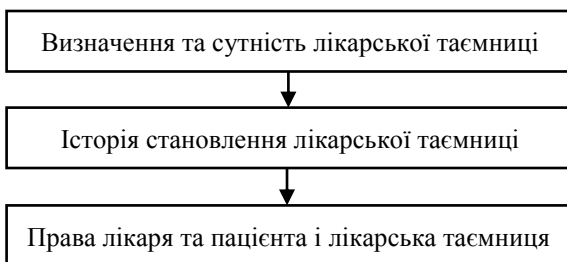 Визначення та сутність лікарської таємниці
Історія становлення лікарської таємниці
Права лікаря та пацієнта і лікарська таємниця